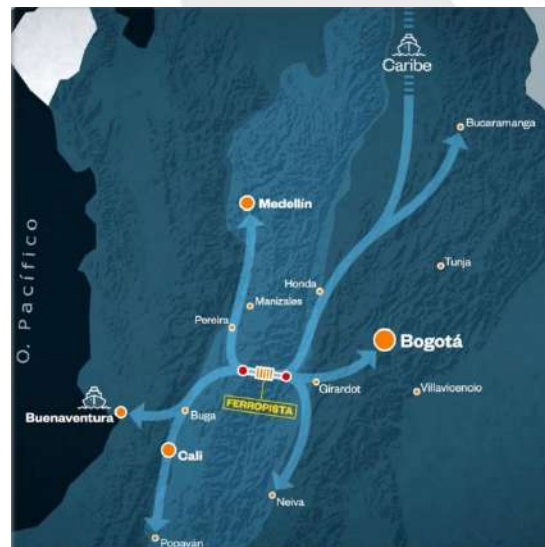 Caribe
Bucaramanga
Medellín
O. Pacífico
Tunja
Honda
Manizales
Pereira
Bogotá
Girardot
Villavicencio
FERROPISTA
Buenaventura
Buga
Cali
Neiva
Popayán